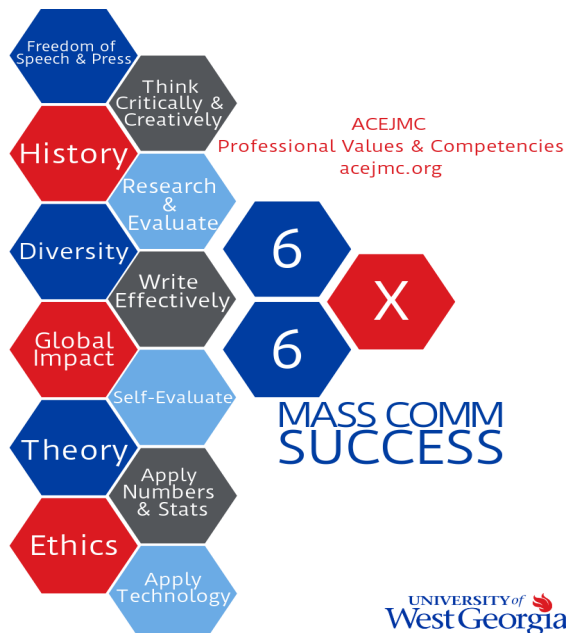 Freedom of
Speech & Press
Think
Critically &
Creatively
History
Research
&
Evaluate
Diversity
Write
Effectively
Global
Impact
Self-Evaluate
Theory
Apply
Numbers
& Stats
Ethics
Apply
Technology
ACEJMC
Professional Values & Competencies
acejmc.org
6
X
6
MASS COMM
SUCCESS
UNIVERSITY of
West Georgia